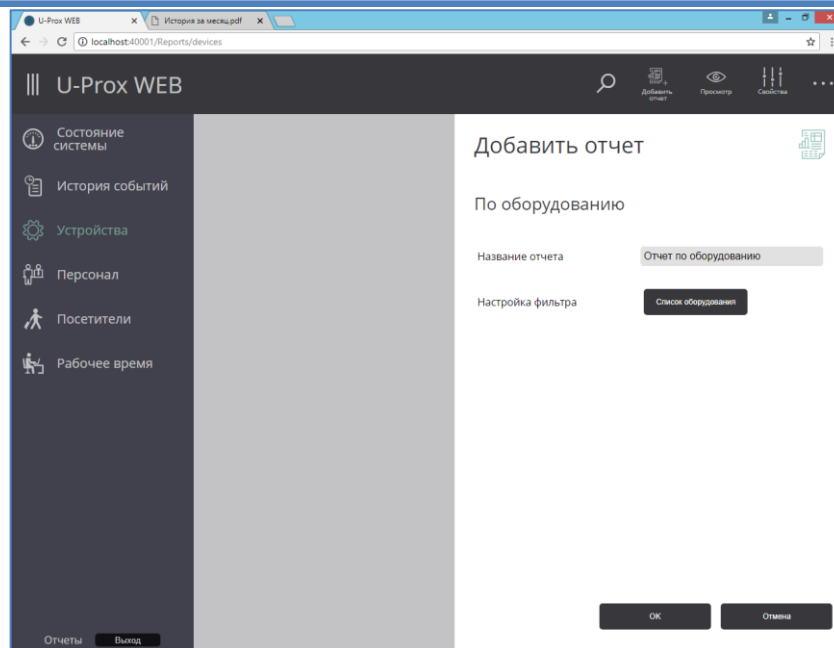 U-Prox WEB
История за месяц.pdf
localhost:40001/Reports/devices
U-Prox WEB
Добавить отчет
Просмотр
Свойства
Состояние системы
История событий
Устройства
Персонал
Посетители
Рабочее время
Отчеты
Выход
Добавить отчет
По оборудованию
Название отчета
Отчет по оборудованию
Настройка фильтра
Список оборудования
ОК
Отмена